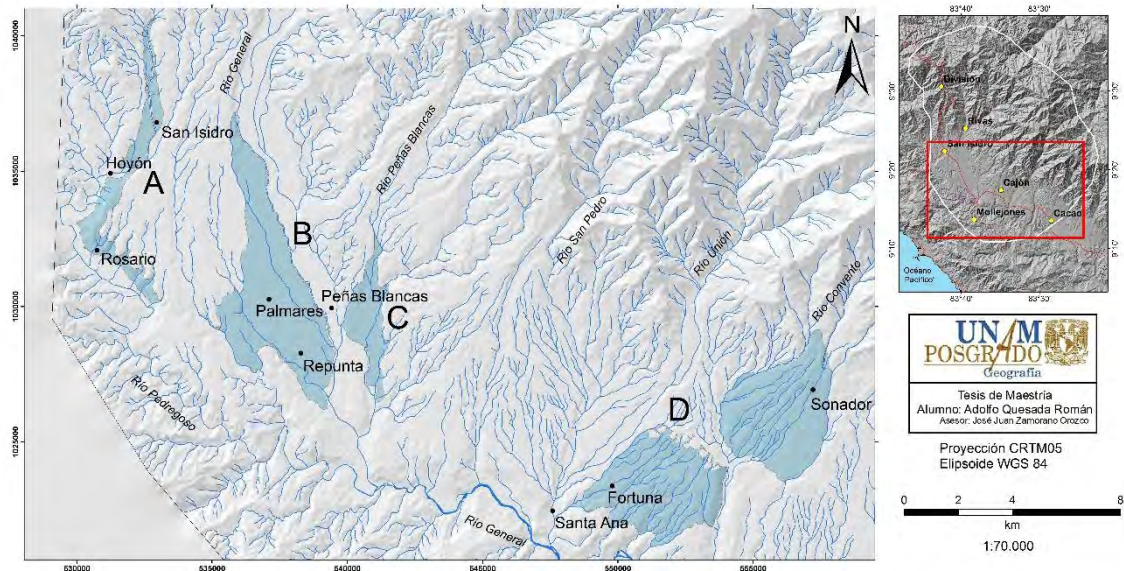 1040000
1035000
1030000
1025000
530000
535000
540000
545000
550000
555000
N
Río General
San Isidro
Hoyón
A
Río Peñas Blancas
Río San Pedro
Río Unión
Río Convento
B
Rosario
Peñas Blancas
Palmares
C
Repunta
Río Pedregoso
D
Sonador
Fortuna
Santa Ana
Río General
83°40'
83°30'
División
9°30'
Rivas
San Isidro
9°20'
Cajón
Mollejones
Cacao
9°10'
Océano
Pacífico
83°40'
83°30'
UNAM
POSGRADO
Geografía
Tesis de Maestría
Alumno: Adolfo Quesada Román
Asesor: José Juan Zamorano Orozco
Proyección CRTM05
Elipsoide WGS 84
0 2 4 8
km
1:70.000